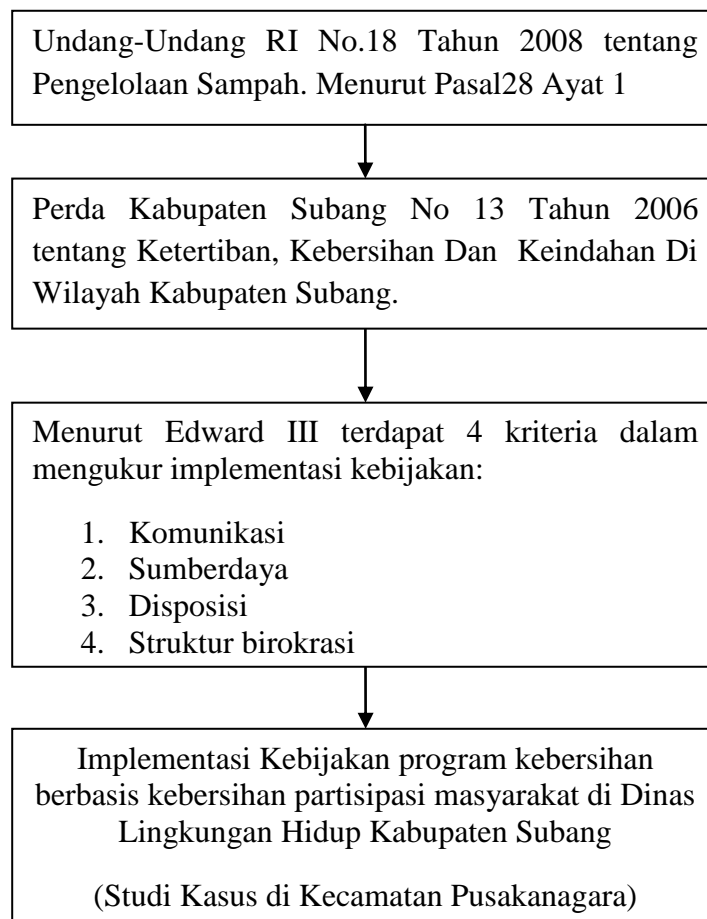 Undang-Undang RI No.18 Tahun 2008 tentang
Pengelolaan Sampah. Menurut Pasal28 Ayat 1
Perda Kabupaten Subang No 13 Tahun 2006
tentang Ketertiban, Kebersihan Dan Keindahan Di
Wilayah Kabupaten Subang.
Menurut Edward III terdapat 4 kriteria dalam
mengukur implementasi kebijakan:
1. Komunikasi
2. Sumberdaya
3. Disposisi
4. Struktur birokrasi
Implementasi Kebijakan program kebersihan
berbasis kebersihan partisipasi masyarakat di Dinas
Lingkungan Hidup Kabupaten Subang
(Studi Kasus di Kecamatan Pusakanagara)